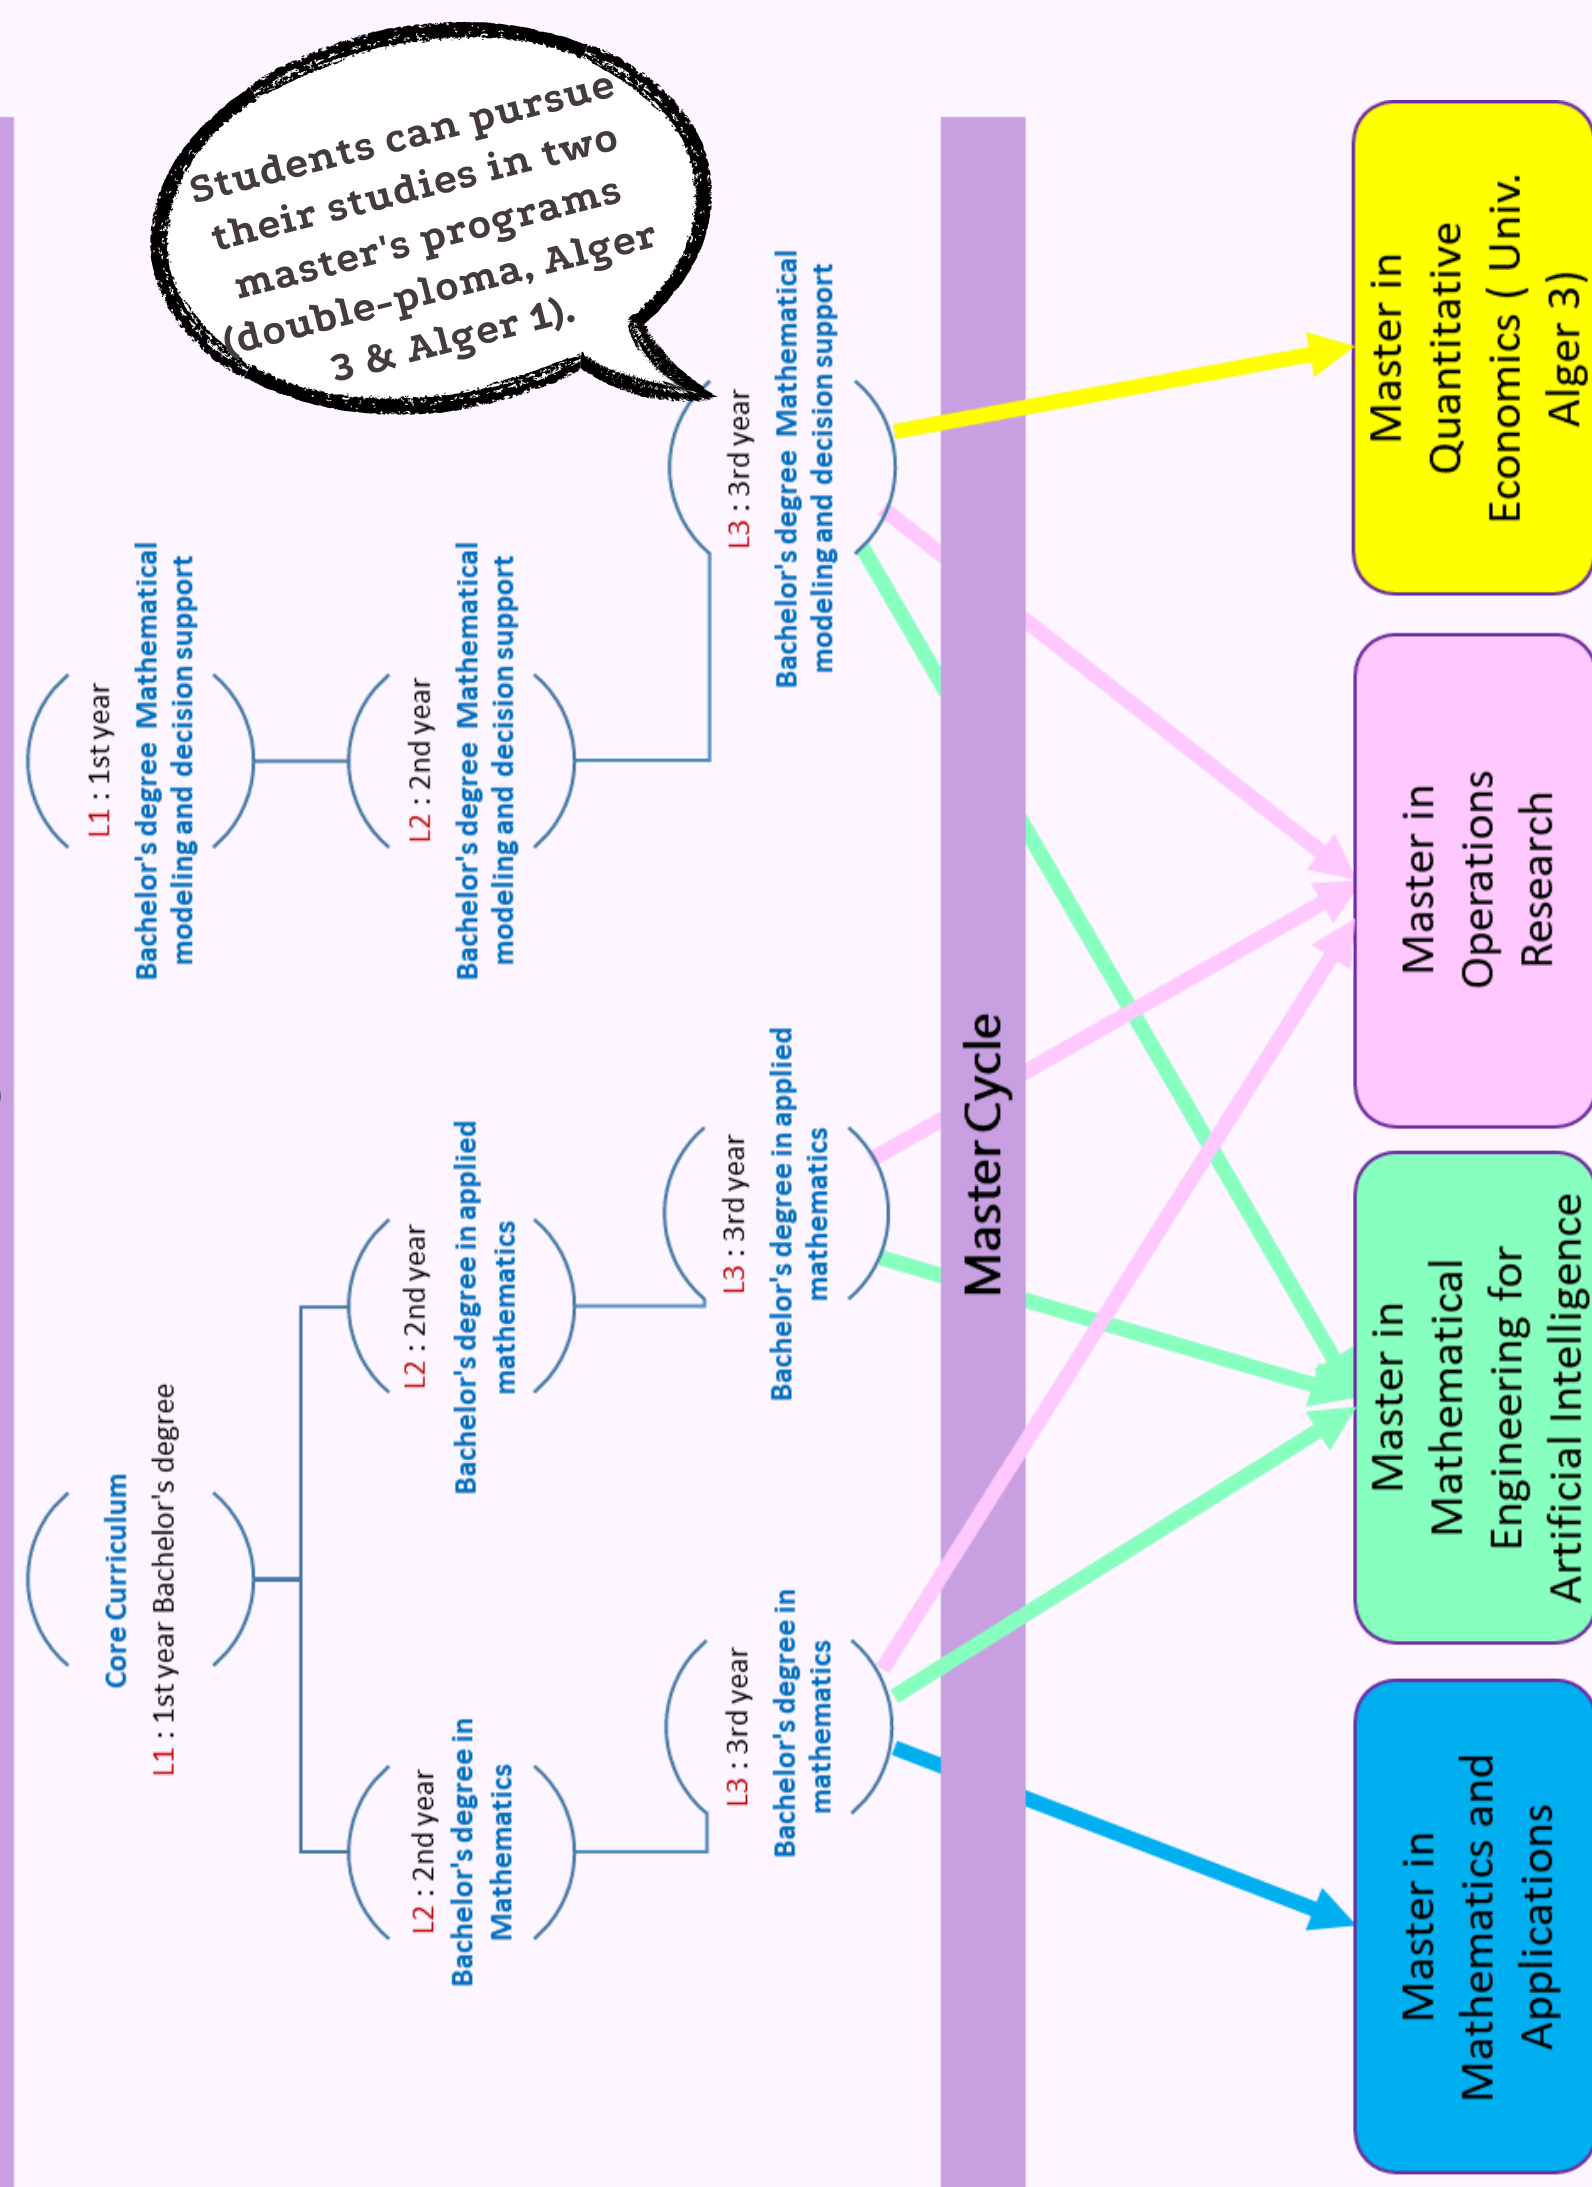 Core Curriculum
L1 : 1st year Bachelor's degree
L1 : 1st year
Bachelor's degree Mathematical
modeling and decision support
Students can pursue
their studies in two
master's programs
(double-ploma, Alger
3 & Alger 1).
L2 : 2nd year
Bachelor's degree in
Mathematics
L2 : 2nd year
Bachelor's degree in applied
mathematics
L2 : 2nd year
Bachelor's degree Mathematical
modeling and decision support
L3 : 3rd year
Bachelor's degree in
mathematics
L3 : 3rd year
Bachelor's degree in applied
mathematics
L3 : 3rd year
Bachelor's degree Mathematical
modeling and decision support
Master Cycle
Master in
Mathematics and
Applications
Master in
Mathematical
Engineering for
Artificial Intelligence
Master in
Operations
Research
Master in
Quantitative
Economics ( Univ.
Alger 3)